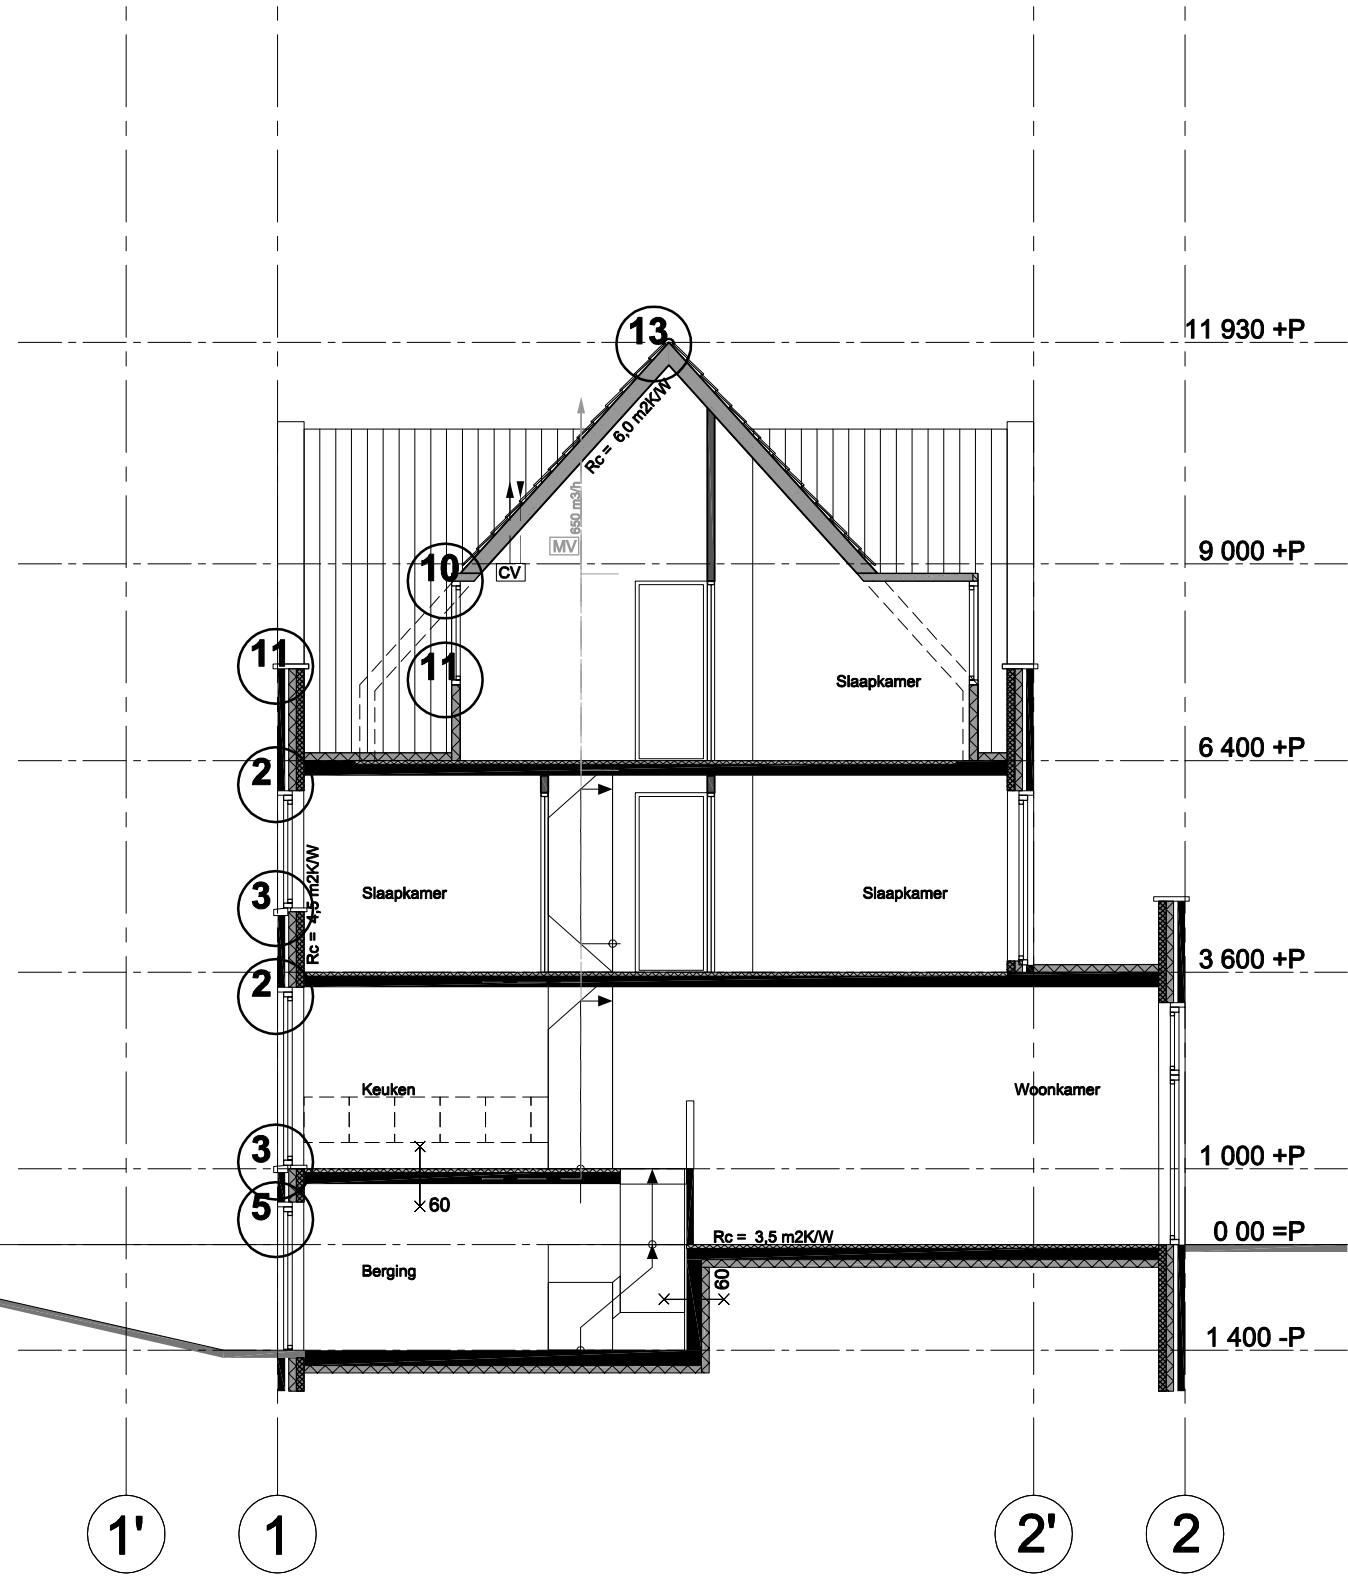 13
11 930 +P
Rc = 6,0 m2K/W
650 m3/h
MV
10
CV
9 000 +P
11
11
Slaapkamer
2
6 400 +P
3
Rc = 4,5 m2K/W
Slaapkamer
Slaapkamer
2
3 600 +P
Keuken
Woonkamer
3
1 000 +P
5
60
Rc = 3,5 m2K/W
0 00 =P
Berging
60
1 400 -P
1'
1
2'
2